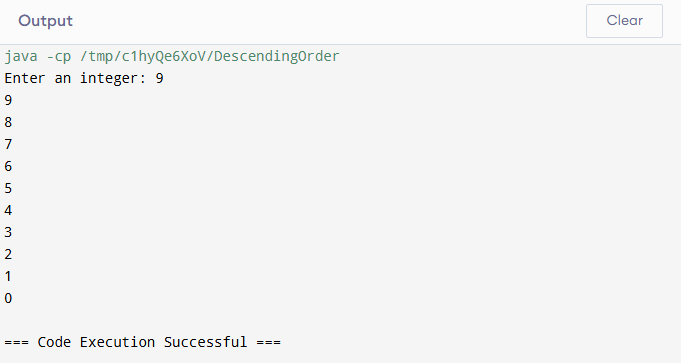 Output
Clear
java -cp /tmp/c1hyQe6XoV/DescendingOrder
Enter an integer: 9
9
8
7
6
5
4
3
2
1
0
=== Code Execution Successful ===